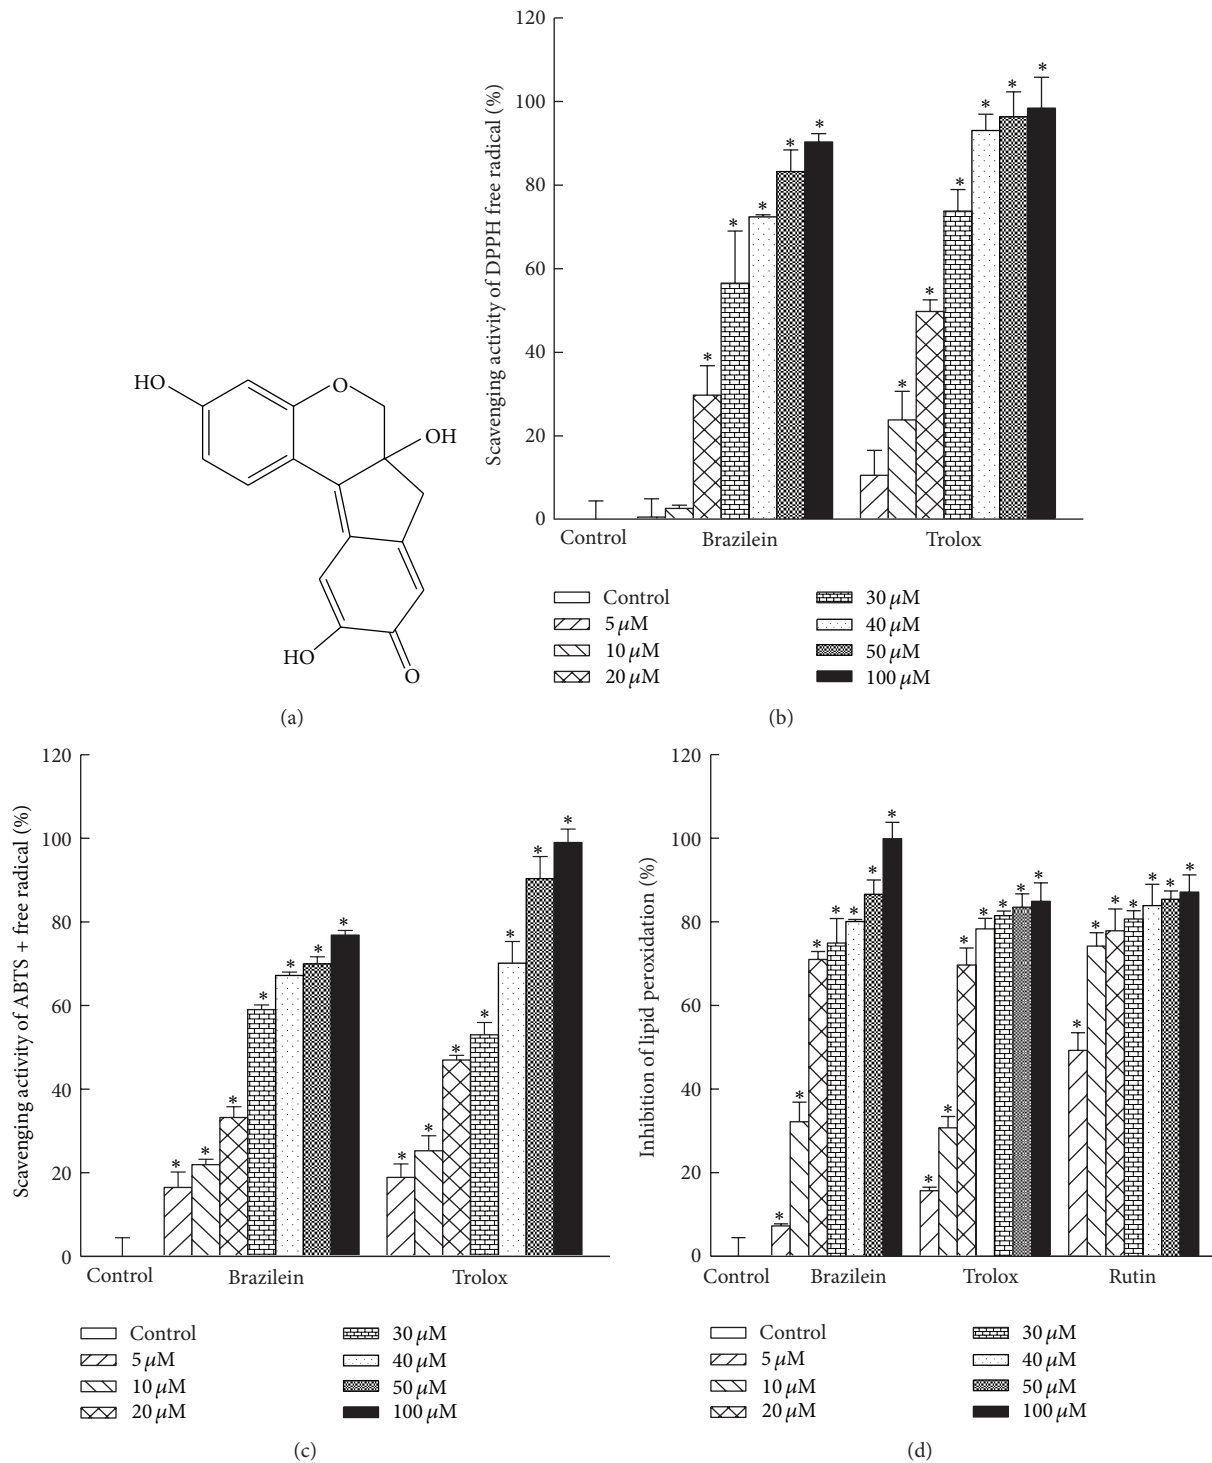 HO
O
OH
HO
O
(a)
120
100
80
60
40
20
0
Scavenging activity of DPPH free radical (%)
* * * * *
* * * * * *
Control Brazilein Trolox
Control 30 μM
5 μM 40 μM
10 μM 50 μM
20 μM 100 μM
(b)
120
100
80
60
40
20
0
Scavenging activity of ABTS + free radical (%)
* * * * * * *
* * * * * * *
Control Brazilein Trolox
Control 30 μM
5 μM 40 μM
10 μM 50 μM
20 μM 100 μM
(c)
120
100
80
60
40
20
0
Inhibition of lipid peroxidation (%)
* * * * * * *
* * * * * * *
* * * * * * *
Control Brazilein Trolox Rutin
Control 30 μM
5 μM 40 μM
10 μM 50 μM
20 μM 100 μM
(d)